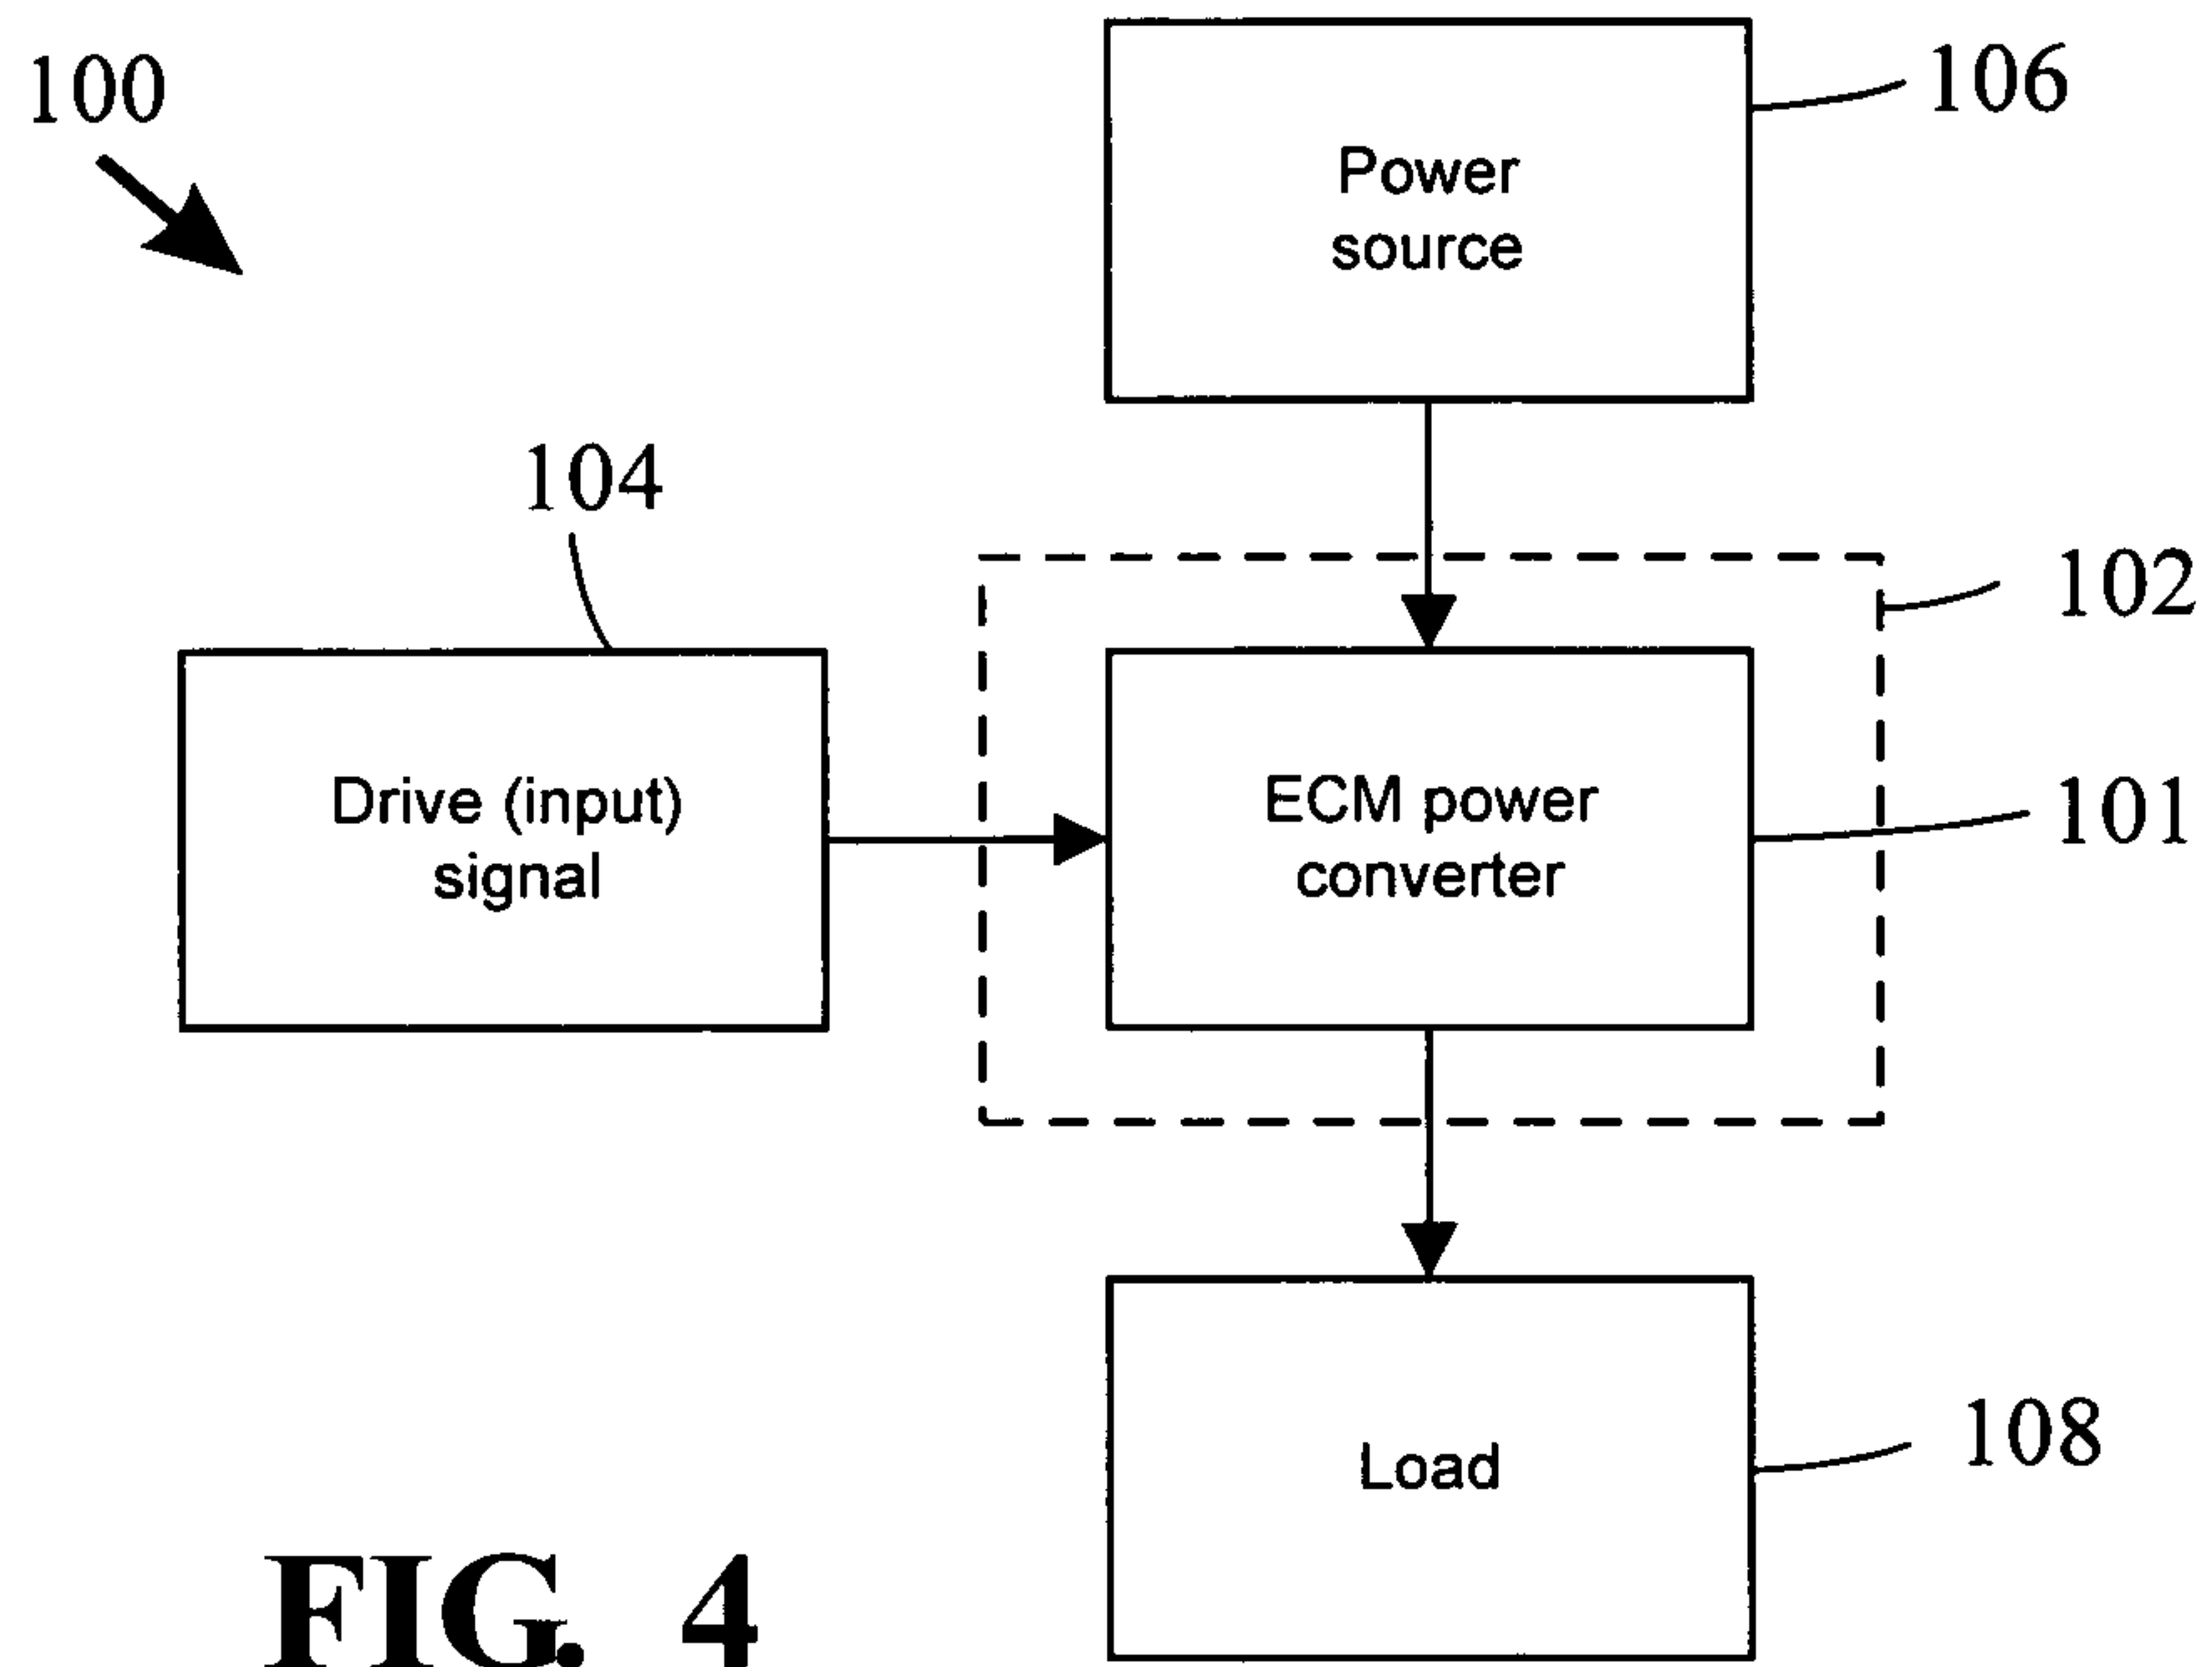 100
106
Power
source
104
102
Drive (input)
signal
ECM power
converter
101
Load
108
FIG. 4